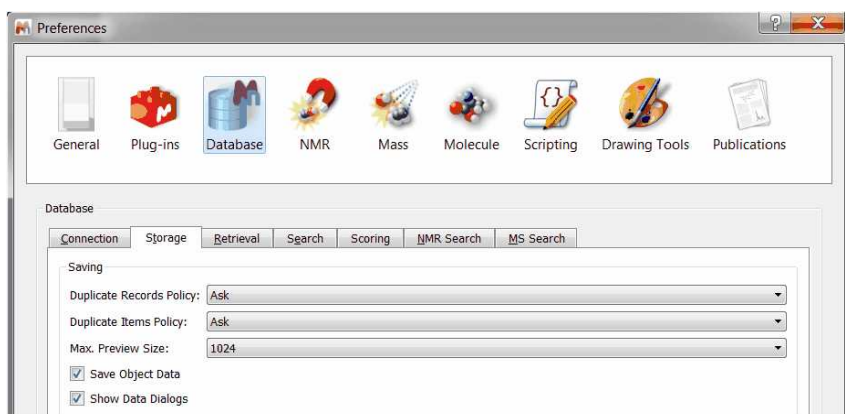 Preferences
General Plug-ins Database NMR Mass Molecule Scripting Drawing Tools Publications
Database
Connection Storage Retrieval Search Scoring NMR Search MS Search
Saving
Duplicate Records Policy: Ask
Duplicate Items Policy: Ask
Max. Preview Size: 1024
Save Object Data
Show Data Dialogs